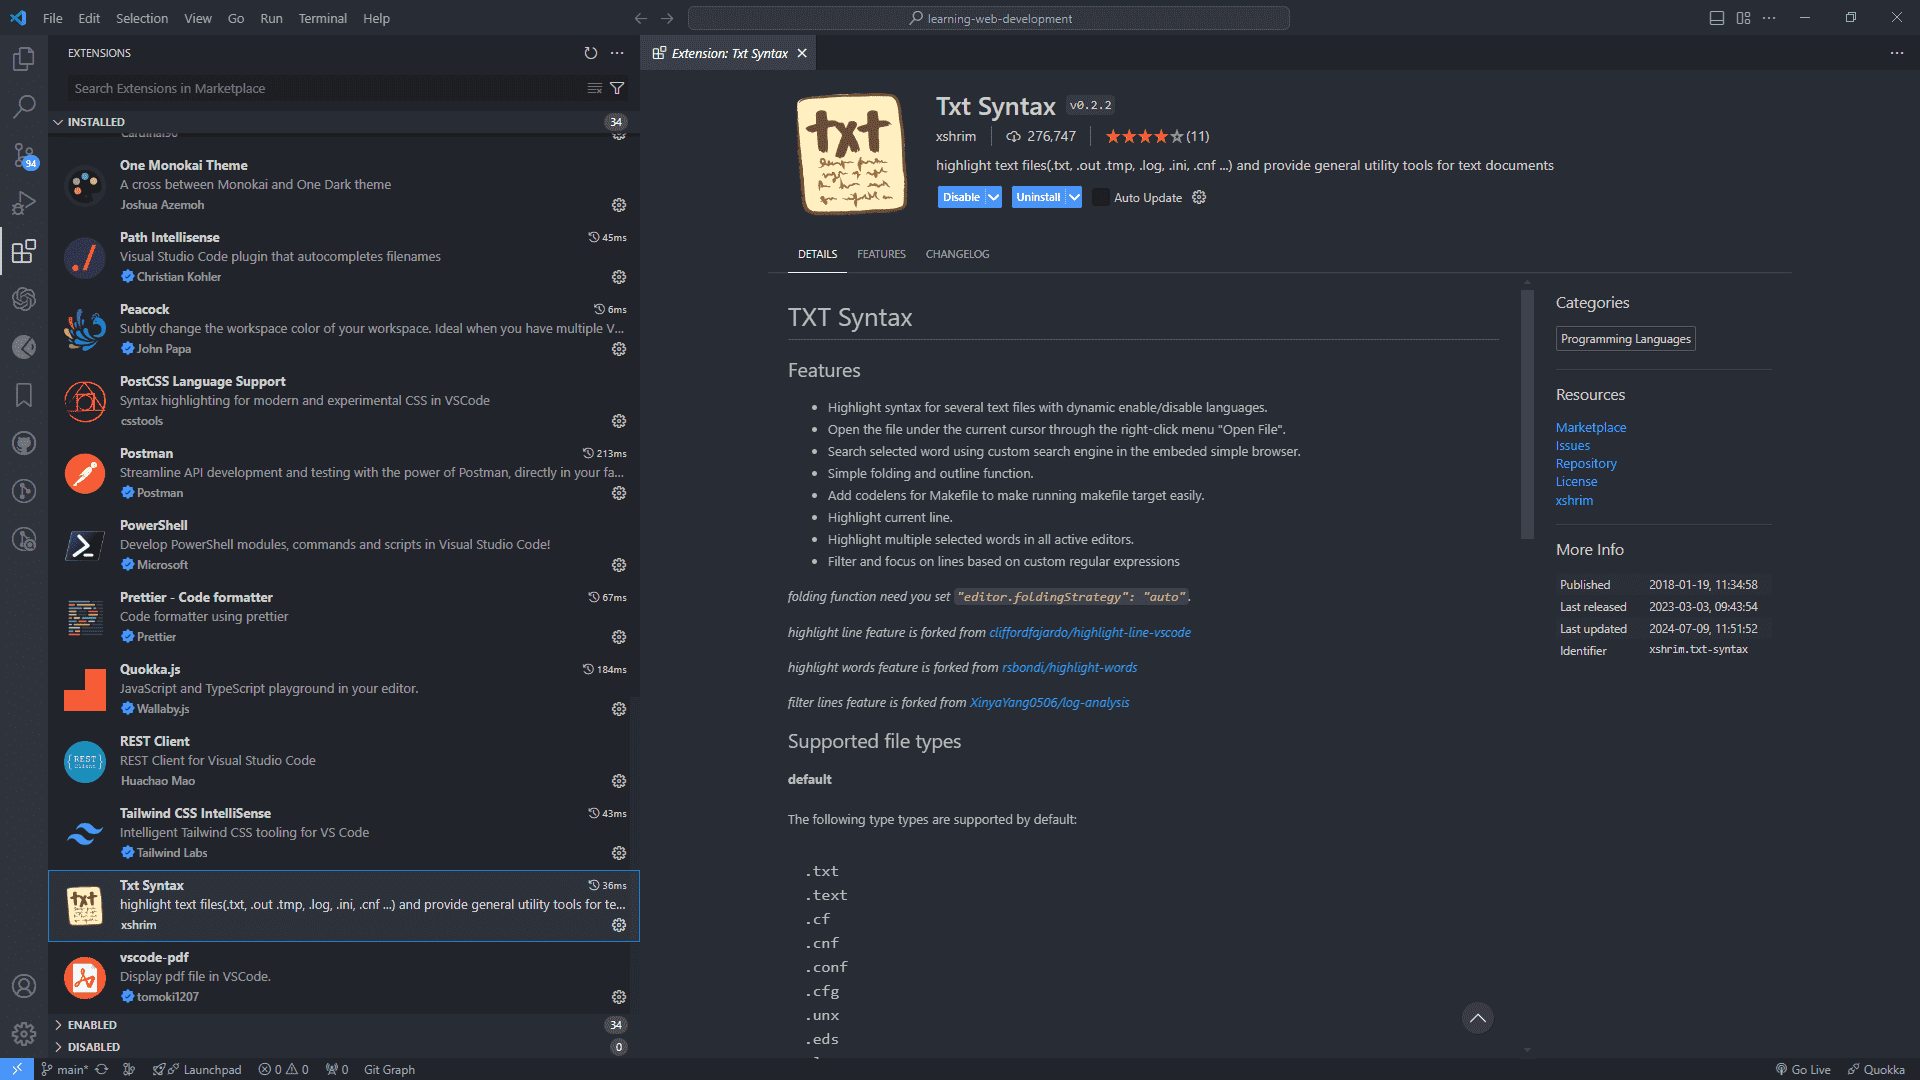 File Edit Selection View Go Run Terminal Help
learning-web-development
EXTENSIONS
Search Extensions in Marketplace
INSTALLED 34
Cardinal90
One Monokai Theme
A cross between Monokai and One Dark theme
Joshua Azemoh
Path Intellisense 45ms
Visual Studio Code plugin that autocompletes filenames
Christian Kohler
Peacock 6ms
Subtly change the workspace color of your workspace. Ideal when you have multiple V...
John Papa
PostCSS Language Support
Syntax highlighting for modern and experimental CSS in VSCode
csstools
Postman 213ms
Streamline API development and testing with the power of Postman, directly in your fa...
Postman
PowerShell
Develop PowerShell modules, commands and scripts in Visual Studio Code!
Microsoft
Prettier - Code formatter 67ms
Code formatter using prettier
Prettier
Quokka.js 184ms
JavaScript and TypeScript playground in your editor.
Wallaby.js
REST Client
REST Client for Visual Studio Code
Huachao Mao
Tailwind CSS IntelliSense 43ms
Intelligent Tailwind CSS tooling for VS Code
Tailwind Labs
Txt Syntax 36ms
highlight text files(.txt, .out .tmp, .log, .ini, .cnf ...) and provide general utility tools for te...
xshrim
vscode-pdf
Display pdf file in VSCode.
tomoki1207
ENABLED 34
DISABLED 0
94
{REST}
Client
txt
Extension: Txt Syntax
txt
Txt Syntax v0.2.2
xshrim 276,747 (11)
highlight text files(.txt, .out .tmp, .log, .ini, .cnf ...) and provide general utility tools for text documents
Disable Uninstall Auto Update
DETAILS FEATURES CHANGELOG
TXT Syntax
Features
• Highlight syntax for several text files with dynamic enable/disable languages.
• Open the file under the current cursor through the right-click menu "Open File".
• Search selected word using custom search engine in the embeded simple browser.
• Simple folding and outline function.
• Add codelens for Makefile to make running makefile target easily.
• Highlight current line.
• Highlight multiple selected words in all active editors.
• Filter and focus on lines based on custom regular expressions
folding function need you set "editor.foldingStrategy": "auto".
highlight line feature is forked from cliffordfajardo/highlight-line-vscode
highlight words feature is forked from rsbondi/highlight-words
filter lines feature is forked from XinyaYang0506/log-analysis
Supported file types
default
The following type types are supported by default:
.txt
.text
.cf
.cnf
.conf
.cfg
.unx
.eds
Categories
Programming Languages
Resources
Marketplace
Issues
Repository
License
xshrim
More Info
Published 2018-01-19, 11:34:58
Last released 2023-03-03, 09:43:54
Last updated 2024-07-09, 11:51:52
Identifier xshrim.txt-syntax
main* Launchpad 0 0 0 Git Graph Go Live Quokka